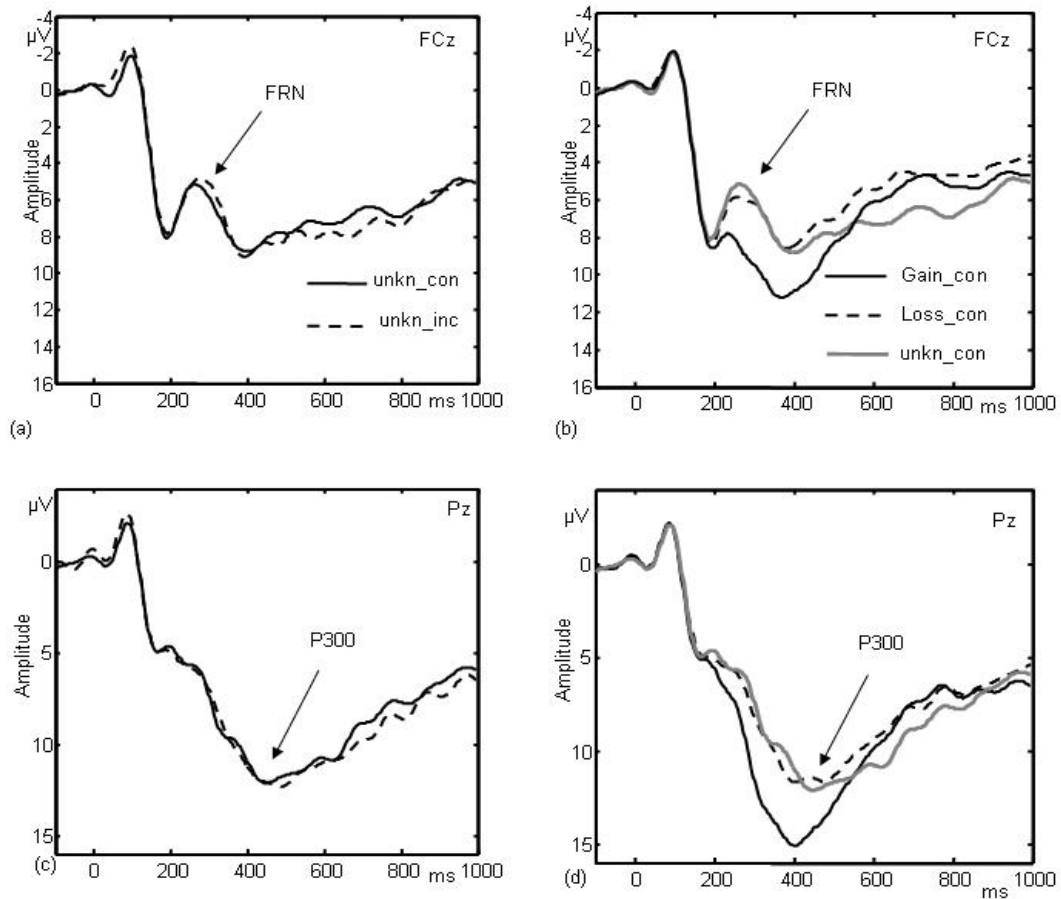 -4
µV
FCz
-2
0
FRN
2
Amplitude
4
6
8
10
unkn_con
12
unkn_inc
14
16
0 200 400 600 800 ms 1000
(a)
-4
µV
FCz
-2
0
FRN
2
Amplitude
4
6
8
10
Gain_con
12
Loss_con
14
unkn_con
16
0 200 400 600 800 ms 1000
(b)
µV
Pz
0
Amplitude
P300
5
10
15
(c)
0 200 400 600 800 ms 1000
µV
Pz
0
Amplitude
P300
5
10
15
(d)
0 200 400 600 800 ms 1000